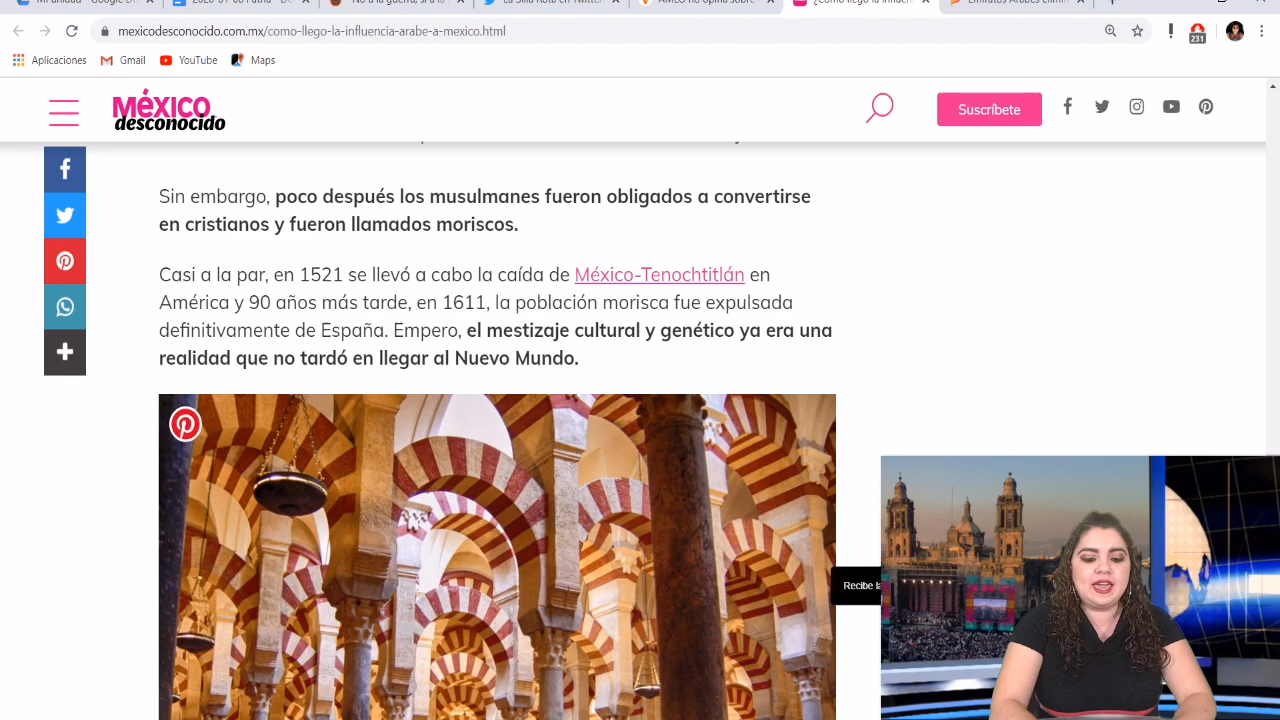 mexicodesconocido.com.mx/como-llego-la-influencia-arabe-a-mexico.html
231
Aplicaciones
Gmail
YouTube
Maps
México
desconocido
Suscríbete
Sin embargo, poco después los musulmanes fueron obligados a convertirse
en cristianos y fueron llamados moriscos.
Casi a la par, en 1521 se llevó a cabo la caída de México-Tenochtitlán en
América y 90 años más tarde, en 1611, la población morisca fue expulsada
definitivamente de España. Empero, el mestizaje cultural y genético ya era una
realidad que no tardó en llegar al Nuevo Mundo.
Recibe la